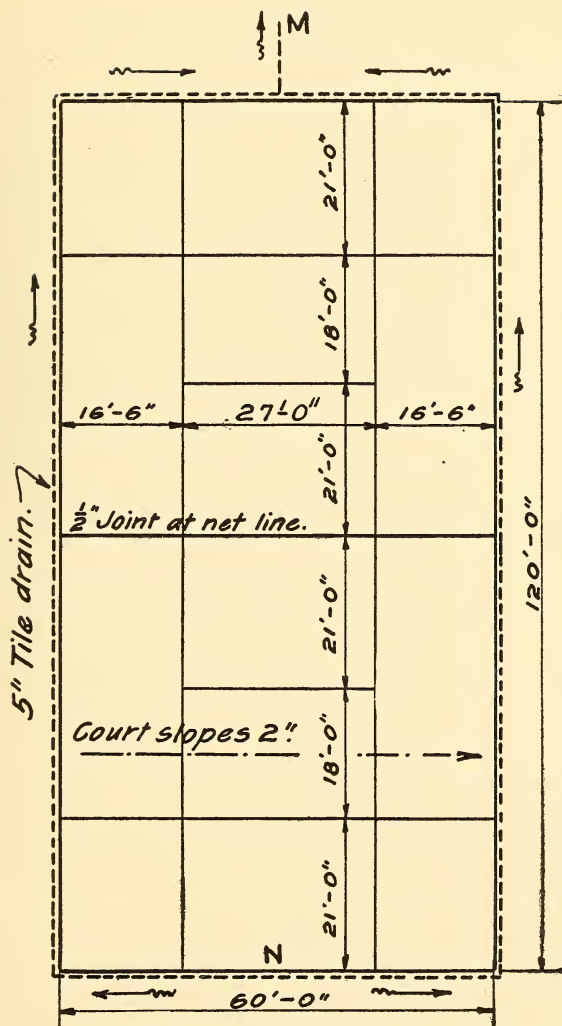 M
21'-0"
18'-0"
16'-6" 27'-0" 16'-6"
21'-0"
½" Joint at net line.
5" Tile drain.
120'-0"
21'-0"
Court slopes 2".
18'-0"
21'-0"
N
60'-0"